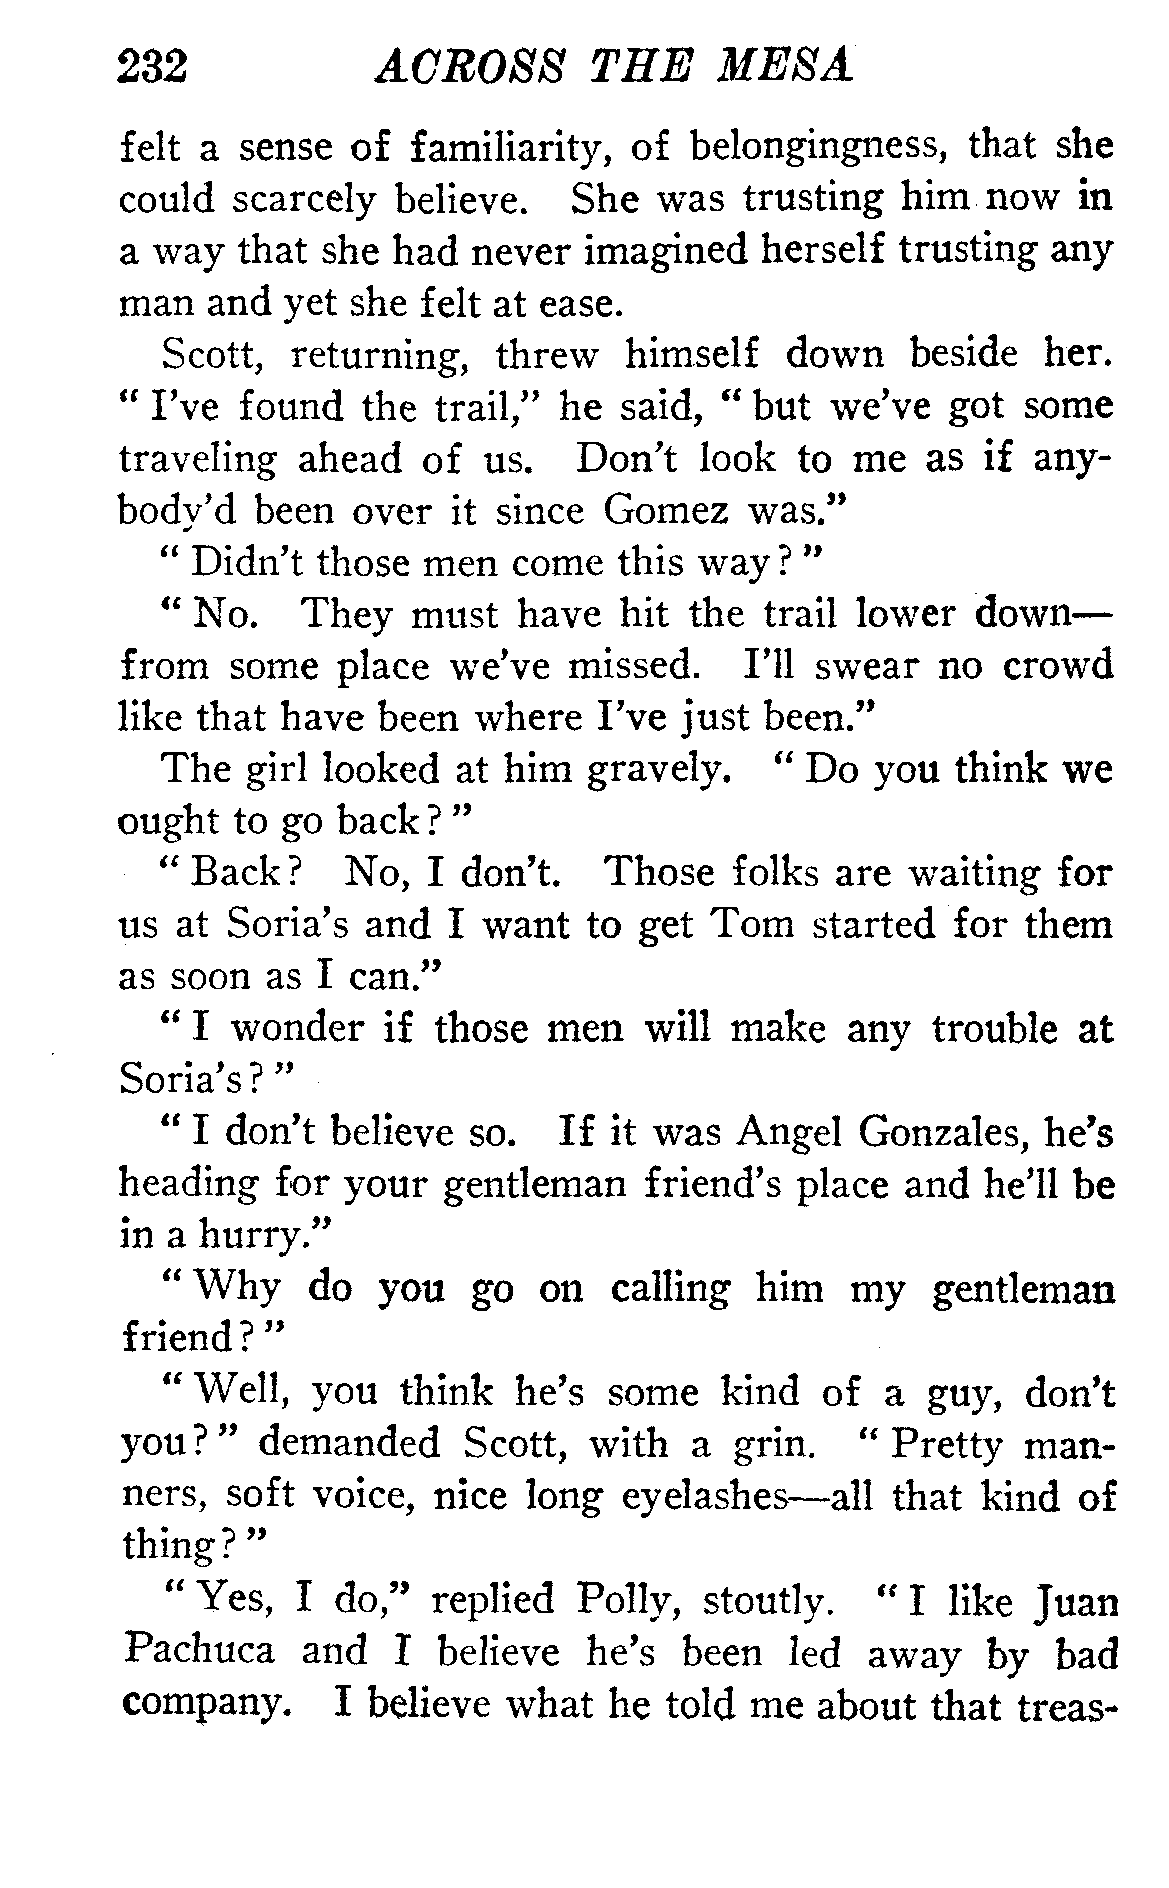 232 ACROSS THE MESA
felt a sense of familiarity, of belongingness, that she
could scarcely believe. She was trusting him now in
a way that she had never imagined herself trusting any
man and yet she felt at ease.
Scott, returning, threw himself down beside her.
“ I’ve found the trail,” he said, “ but we’ve got some
traveling ahead of us. Don’t look to me as if any-
body’d been over it since Gomez was.”
“ Didn’t those men come this way? ”
“ No. They must have hit the trail lower down—
from some place we’ve missed. I’ll swear no crowd
like that have been where I’ve just been.”
The girl looked at him gravely. “ Do you think we
ought to go back? ”
“ Back? No, I don’t. Those folks are waiting for
us at Soria’s and I want to get Tom started for them
as soon as I can.”
“ I wonder if those men will make any trouble at
Soria’s? ”
“ I don’t believe so. If it was Angel Gonzales, he’s
heading for your gentleman friend’s place and he’ll be
in a hurry.”
“ Why do you go on calling him my gentleman
friend? ”
“ Well, you think he’s some kind of a guy, don’t
you? ” demanded Scott, with a grin. “ Pretty man-
ners, soft voice, nice long eyelashes—all that kind of
thing? ”
“ Yes, I do,” replied Polly, stoutly. “ I like Juan
Pachuca and I believe he’s been led away by bad
company. I believe what he told me about that treas-